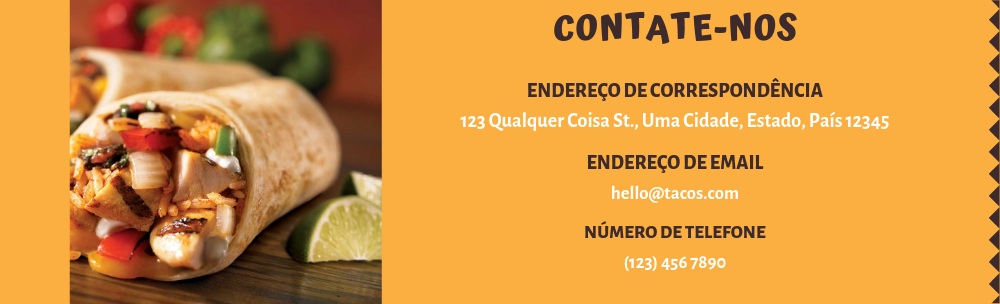 CONTATE-NOS
ENDEREÇO DE CORRESPONDÊNCIA
123 Qualquer Coisa St., Uma Cidade, Estado, País 12345
ENDEREÇO DE EMAIL
hello@tacos.com
NÚMERO DE TELEFONE
(123) 456 7890